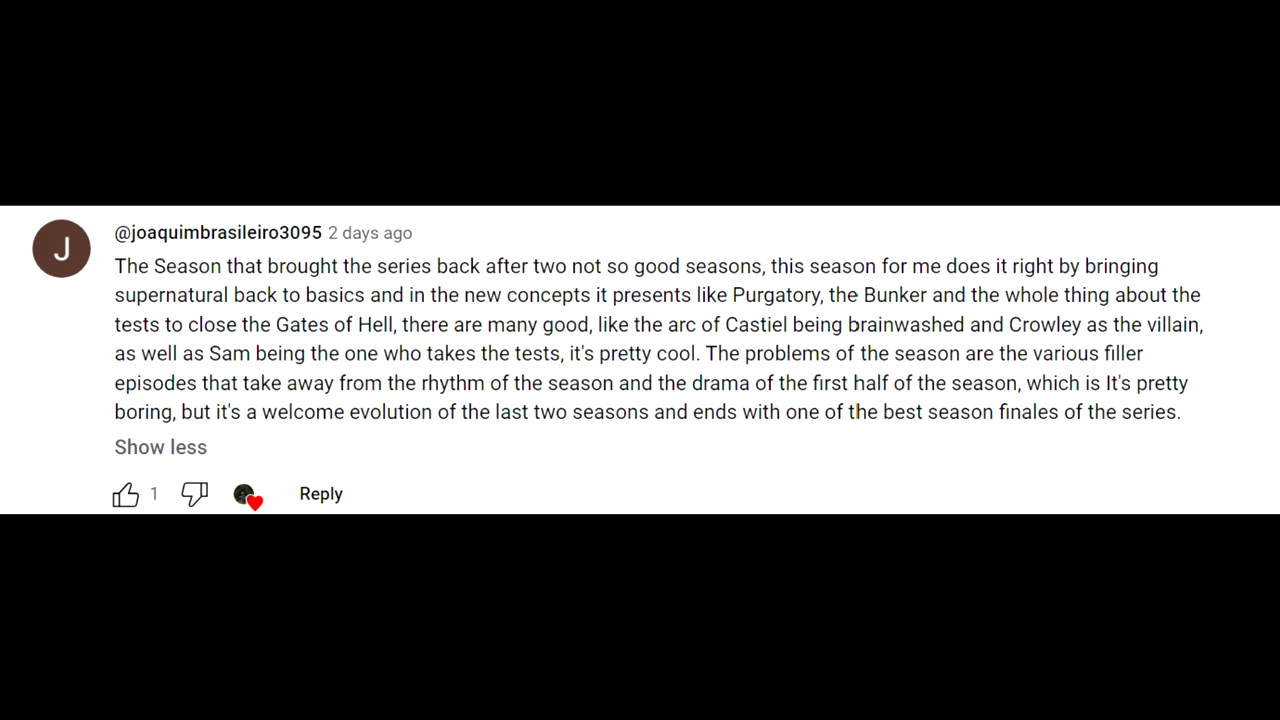 J
@joaquimbrasileiro3095 2 days ago
The Season that brought the series back after two not so good seasons, this season for me does it right by bringing
supernatural back to basics and in the new concepts it presents like Purgatory, the Bunker and the whole thing about the
tests to close the Gates of Hell, there are many good, like the arc of Castiel being brainwashed and Crowley as the villain,
as well as Sam being the one who takes the tests, it's pretty cool. The problems of the season are the various filler
episodes that take away from the rhythm of the season and the drama of the first half of the season, which is It's pretty
boring, but it's a welcome evolution of the last two seasons and ends with one of the best season finales of the series.
Show less
1 Reply